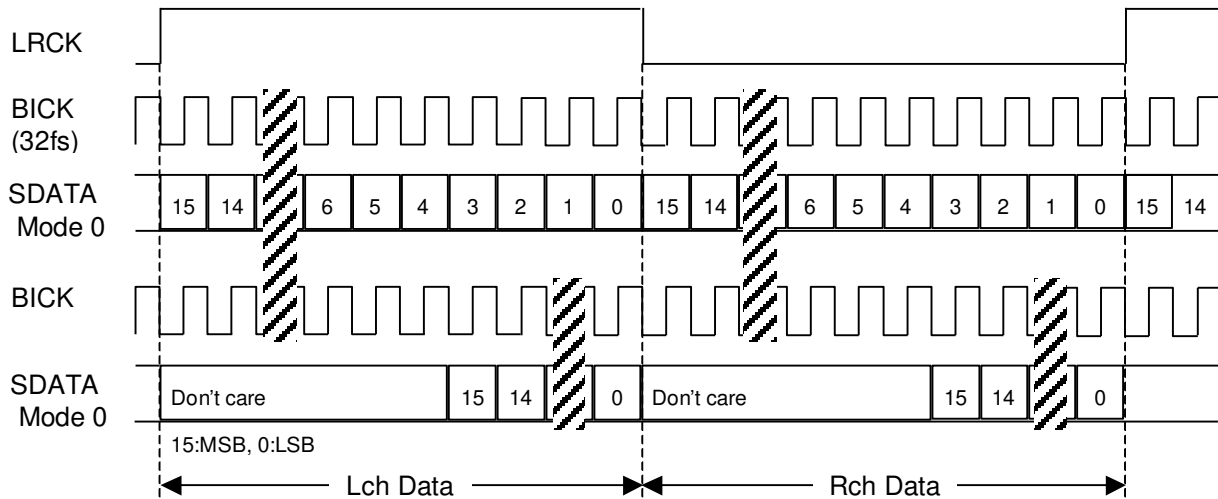 LRCK
BICK
(32fs)
SDATA
Mode 0
15 14 6 5 4 3 2 1 0 15 14 6 5 4 3 2 1 0 15 14
BICK
SDATA
Mode 0
Don't care 15 14 0 Don't care 15 14 0
15:MSB, 0:LSB
Lch Data Rch Data